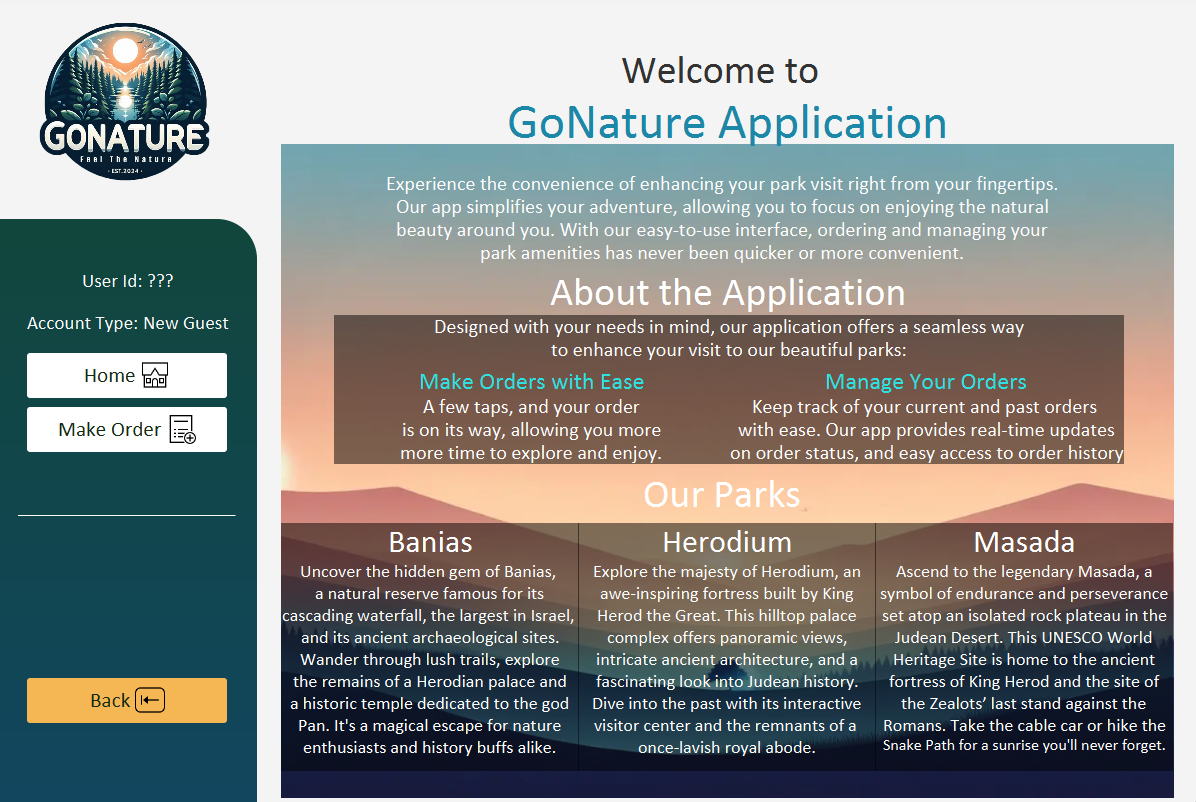 GONATURE
Feel The Nature
· EST.2024 ·
User Id: ???
Account Type: New Guest
Home
Make Order
Back
Welcome to
GoNature Application
Experience the convenience of enhancing your park visit right from your fingertips.
Our app simplifies your adventure, allowing you to focus on enjoying the natural
beauty around you. With our easy-to-use interface, ordering and managing your
park amenities has never been quicker or more convenient.
About the Application
Designed with your needs in mind, our application offers a seamless way
to enhance your visit to our beautiful parks:
Make Orders with Ease
A few taps, and your order
is on its way, allowing you more
more time to explore and enjoy.
Manage Your Orders
Keep track of your current and past orders
with ease. Our app provides real-time updates
on order status, and easy access to order history
Our Parks
Banias
Uncover the hidden gem of Banias,
a natural reserve famous for its
cascading waterfall, the largest in Israel,
and its ancient archaeological sites.
Wander through lush trails, explore
the remains of a Herodian palace and
a historic temple dedicated to the god
Pan. It's a magical escape for nature
enthusiasts and history buffs alike.
Herodium
Explore the majesty of Herodium, an
awe-inspiring fortress built by King
Herod the Great. This hilltop palace
complex offers panoramic views,
intricate ancient architecture, and a
fascinating look into Judean history.
Dive into the past with its interactive
visitor center and the remnants of a
once-lavish royal abode.
Masada
Ascend to the legendary Masada, a
symbol of endurance and perseverance
set atop an isolated rock plateau in the
Judean Desert. This UNESCO World
Heritage Site is home to the ancient
fortress of King Herod and the site of
the Zealots’ last stand against the
Romans. Take the cable car or hike the
Snake Path for a sunrise you'll never forget.